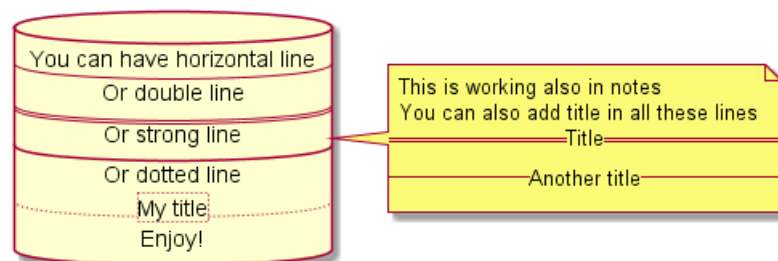 You can have horizontal line
Or double line
Or strong line
Or dotted line
My title
Enjoy!
This is working also in notes
You can also add title in all these lines
Title
Another title